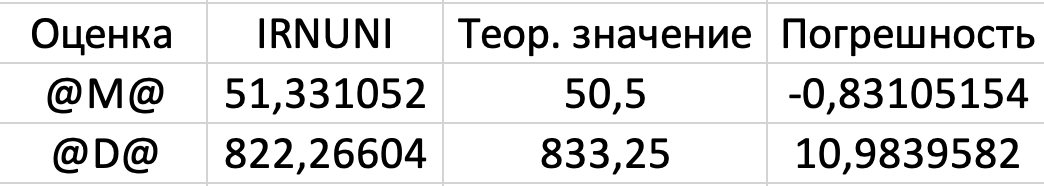 Оценка IRNUNI Теор. значение Погрешность
@M@ 51,331052 50,5 -0,83105154
@D@ 822,26604 833,25 10,9839582